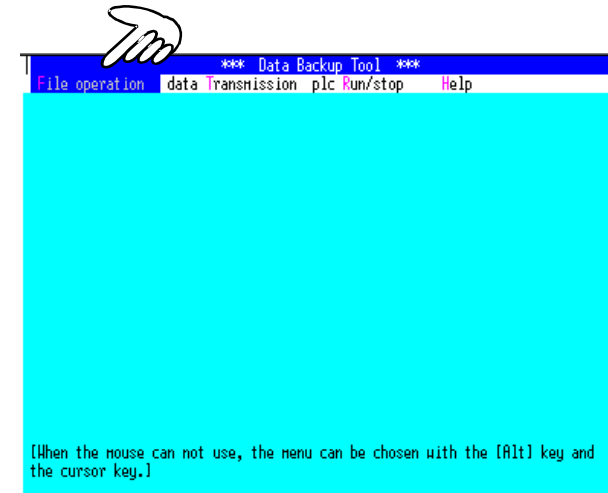 *** Data Backup Tool ***
File operation data Transmission plc Run/stop Help
[When the mouse can not use, the menu can be chosen with the [Alt] key and
the cursor key.]